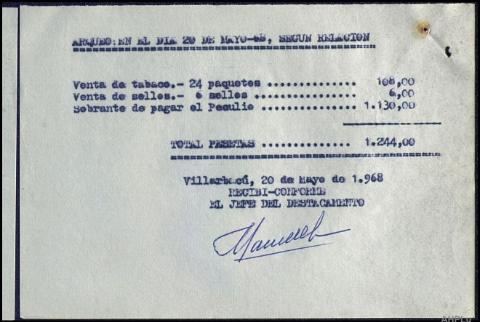 ARQUEO: EN EL DIA 20 DE MAYO-68, SEGUN RELACION
Venta de tabaco.- 24 paquetes .............. 108,00
Venta de selles.- 6 selles ............... 6,00
Sobrante de pagar el Peculio .............. 1.130,00
TOTAL PESETAS .............. 1.244,00
Villarbacú, 20 de Mayo de 1.968
RECIBI-CONFORME
EL JEFE DEL DESTACAMENTO